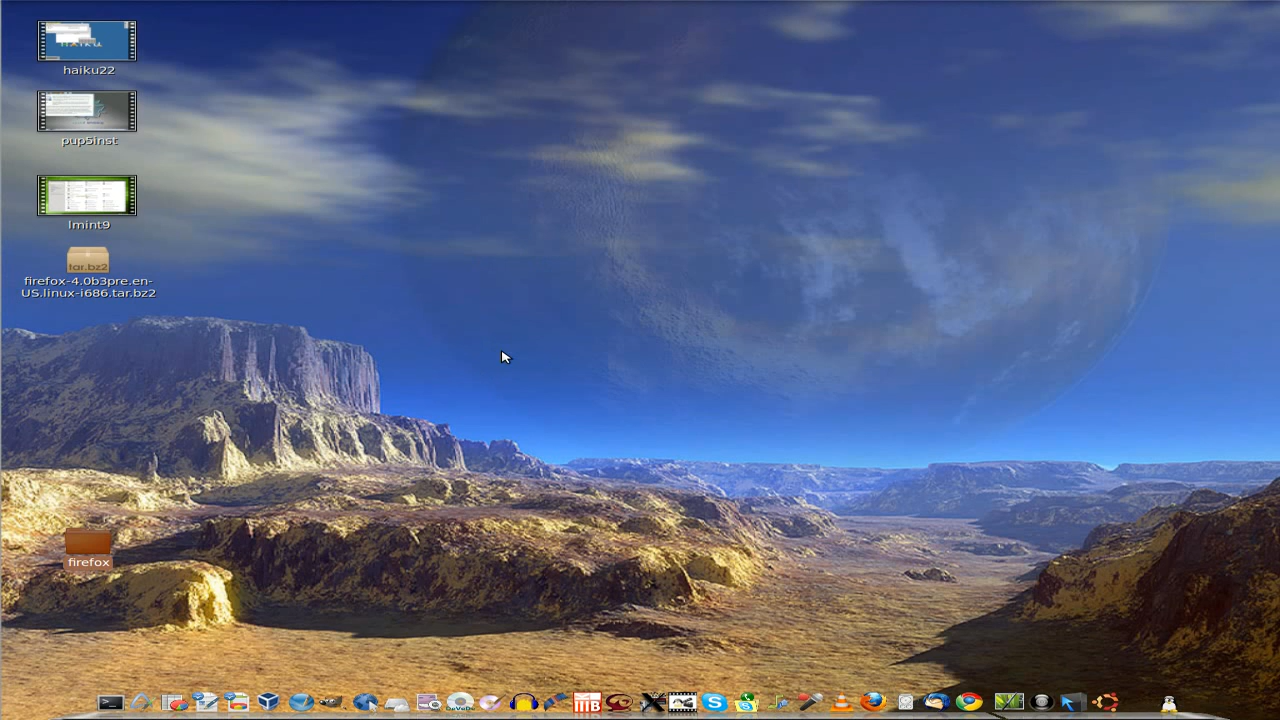 haiku22
pup5inst
lmint9
tar.bz2
firefox-4.0b3pre.en-
US.linux-i686.tar.bz2
firefox